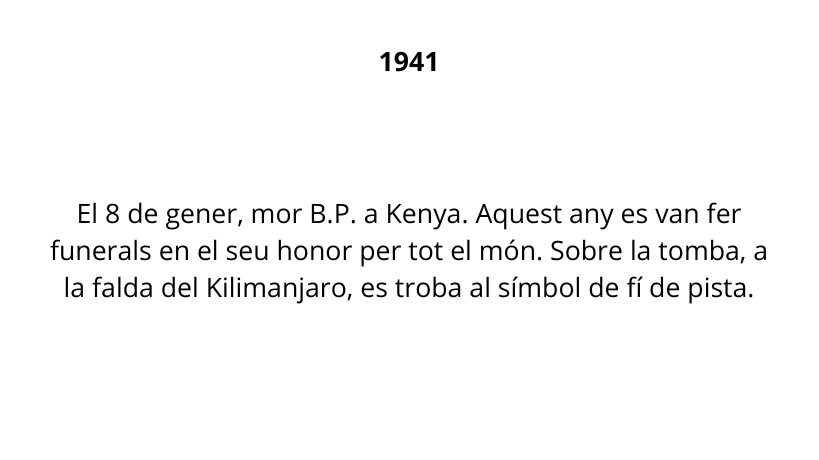 1941
El 8 de gener, mor B.P. a Kenya. Aquest any es van fer
funerals en el seu honor per tot el món. Sobre la tomba, a
la falda del Kilimanjaro, es troba al símbol de fí de pista.